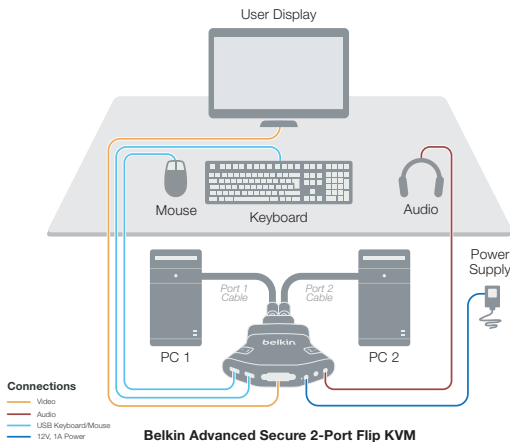 User Display
Mouse
Keyboard
Audio
Power
Supply
Port 1
Cable
Port 2
Cable
PC 1
belkin
PC 2
Connections
Video
Audio
USB Keyboard/Mouse
12V, 1A Power
Belkin Advanced Secure 2-Port Flip KVM